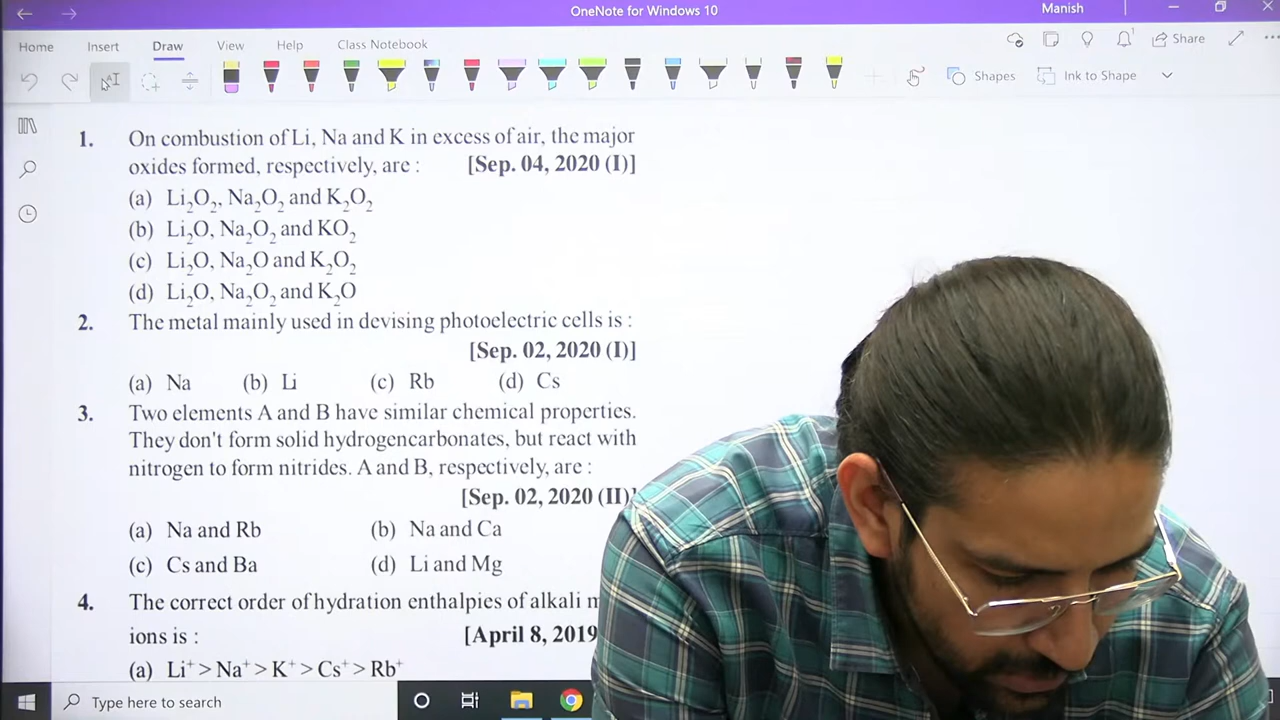 OneNote for Windows 10
Manish
Home Insert Draw View Help Class Notebook
Share
Shapes
Ink to Shape
1. On combustion of Li, Na and K in excess of air, the major
oxides formed, respectively, are : [Sep. 04, 2020 (I)]
(a) Li₂O₂, Na₂O₂ and K₂O₂
(b) Li₂O, Na₂O₂ and KO₂
(c) Li₂O, Na₂O and K₂O₂
(d) Li₂O, Na₂O₂ and K₂O
2. The metal mainly used in devising photoelectric cells is :
[Sep. 02, 2020 (I)]
(a) Na (b) Li (c) Rb (d) Cs
3. Two elements A and B have similar chemical properties.
They don't form solid hydrogencarbonates, but react with
nitrogen to form nitrides. A and B, respectively, are :
[Sep. 02, 2020 (II)]
(a) Na and Rb (b) Na and Ca
(c) Cs and Ba (d) Li and Mg
4. The correct order of hydration enthalpies of alkali
ions is : [April 8, 2019
(a) Li⁺ > Na⁺ > K⁺ > Cs⁺ > Rb⁺
Type here to search